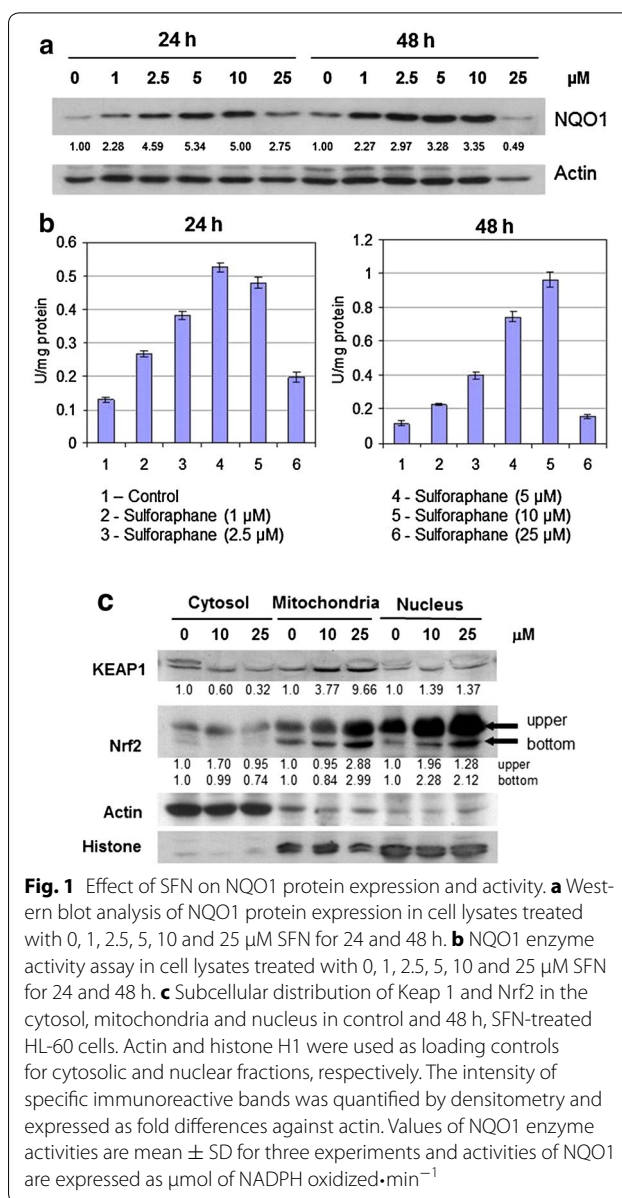 a
24 h 48 h
0 1 2.5 5 10 25 0 1 2.5 5 10 25 µM
NQO1
1.00 2.28 4.59 5.34 5.00 2.75 1.00 2.27 2.97 3.28 3.35 0.49
Actin
b
24 h
0.6
0.5
0.4
0.3
0.2
0.1
0
U/mg protein
1 2 3 4 5 6
48 h
1.2
1
0.8
0.6
0.4
0.2
0
U/mg protein
1 2 3 4 5 6
1 – Control
2 - Sulforaphane (1 µM)
3 - Sulforaphane (2.5 µM)
4 - Sulforaphane (5 µM)
5 - Sulforaphane (10 µM)
6 - Sulforaphane (25 µM)
c
Cytosol Mitochondria Nucleus
0 10 25 0 10 25 0 10 25 µM
KEAP1
1.0 0.60 0.32 1.0 3.77 9.66 1.0 1.39 1.37
Nrf2
upper
bottom
1.0 1.70 0.95 1.0 0.95 2.88 1.0 1.96 1.28 upper
1.0 0.99 0.74 1.0 0.84 2.99 1.0 2.28 2.12 bottom
Actin
Histone
Fig. 1 Effect of SFN on NQO1 protein expression and activity. a West-
ern blot analysis of NQO1 protein expression in cell lysates treated
with 0, 1, 2.5, 5, 10 and 25 µM SFN for 24 and 48 h. b NQO1 enzyme
activity assay in cell lysates treated with 0, 1, 2.5, 5, 10 and 25 µM SFN
for 24 and 48 h. c Subcellular distribution of Keap 1 and Nrf2 in the
cytosol, mitochondria and nucleus in control and 48 h, SFN-treated
HL-60 cells. Actin and histone H1 were used as loading controls
for cytosolic and nuclear fractions, respectively. The intensity of
specific immunoreactive bands was quantified by densitometry and
expressed as fold differences against actin. Values of NQO1 enzyme
activities are mean ± SD for three experiments and activities of NQO1
are expressed as µmol of NADPH oxidized•min⁻¹